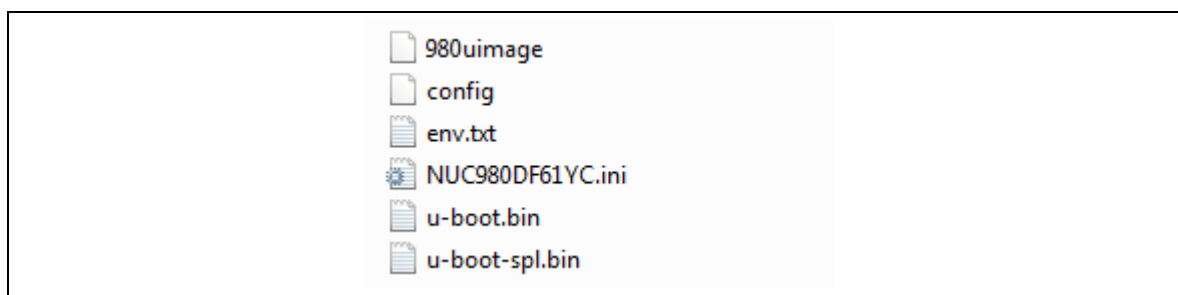 980uimage
config
env.txt
NUC980DF61YC.ini
u-boot.bin
u-boot-spl.bin